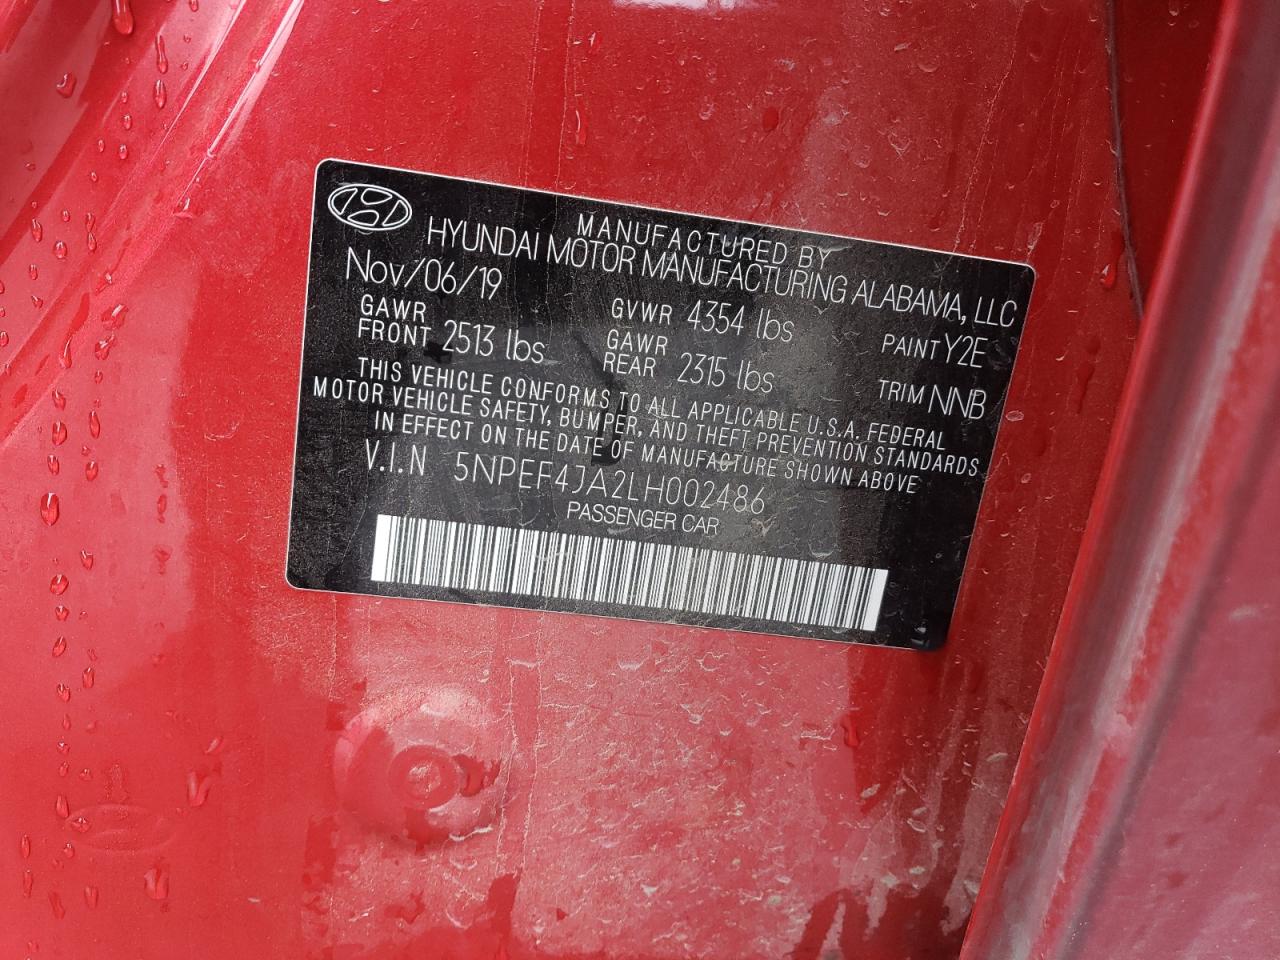 MANUFACTURED BY
HYUNDAI MOTOR MANUFACTURING ALABAMA, LLC
Nov/06/19
GVWR 4354 lbs
PAINT Y2E
GAWR FRONT 2513 lbs
GAWR REAR 2315 lbs
TRIM NNB
THIS VEHICLE CONFORMS TO ALL APPLICABLE U.S.A. FEDERAL
MOTOR VEHICLE SAFETY, BUMPER, AND THEFT PREVENTION STANDARDS
IN EFFECT ON THE DATE OF MANUFACTURE SHOWN ABOVE
V.I.N 5NPEF4JA2LH002486
PASSENGER CAR